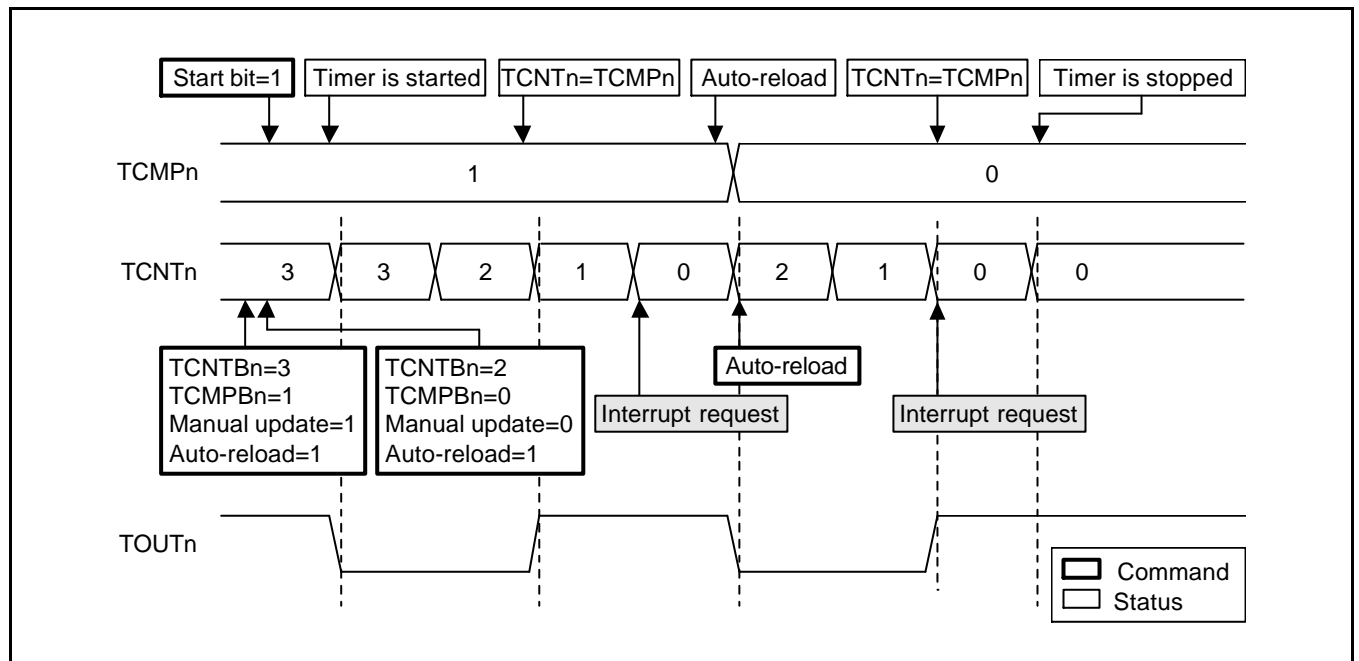 Start bit=1
Timer is started
TCNTn=TCMPn
Auto-reload
TCNTn=TCMPn
Timer is stopped
TCMPn
1
0
TCNTn
3
3
2
1
0
2
1
0
0
TCNTBn=3
TCMPBn=1
Manual update=1
Auto-reload=1
TCNTBn=2
TCMPBn=0
Manual update=0
Auto-reload=1
Interrupt request
Auto-reload
Interrupt request
TOUTn
Command
Status